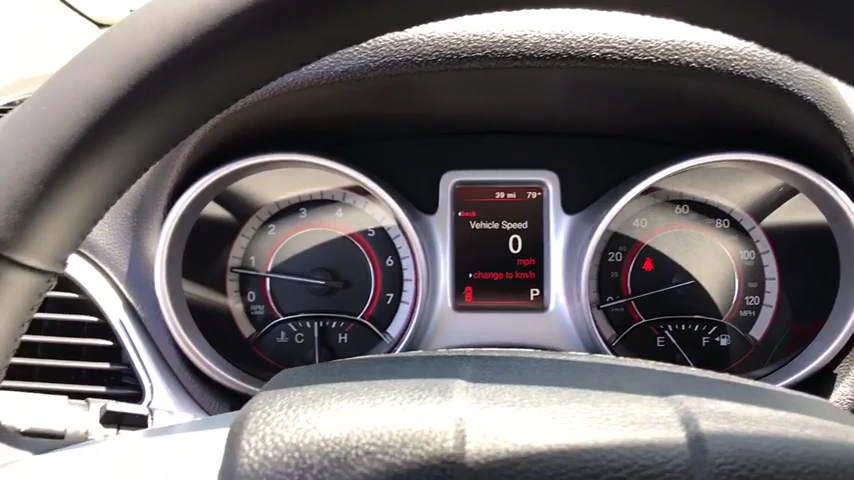 39 mi 79°
back
Vehicle Speed
0
mph
change to km/h
P
0 1 2 3 4 5 6 7
RPM
C H
20 40 60 80 100 120
MPH
E F